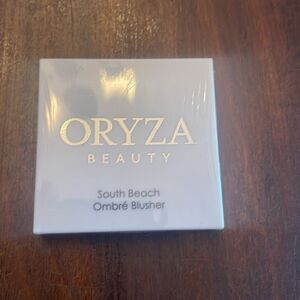 ORYZA
BEAUTY
South Beach
Ombré Blusher